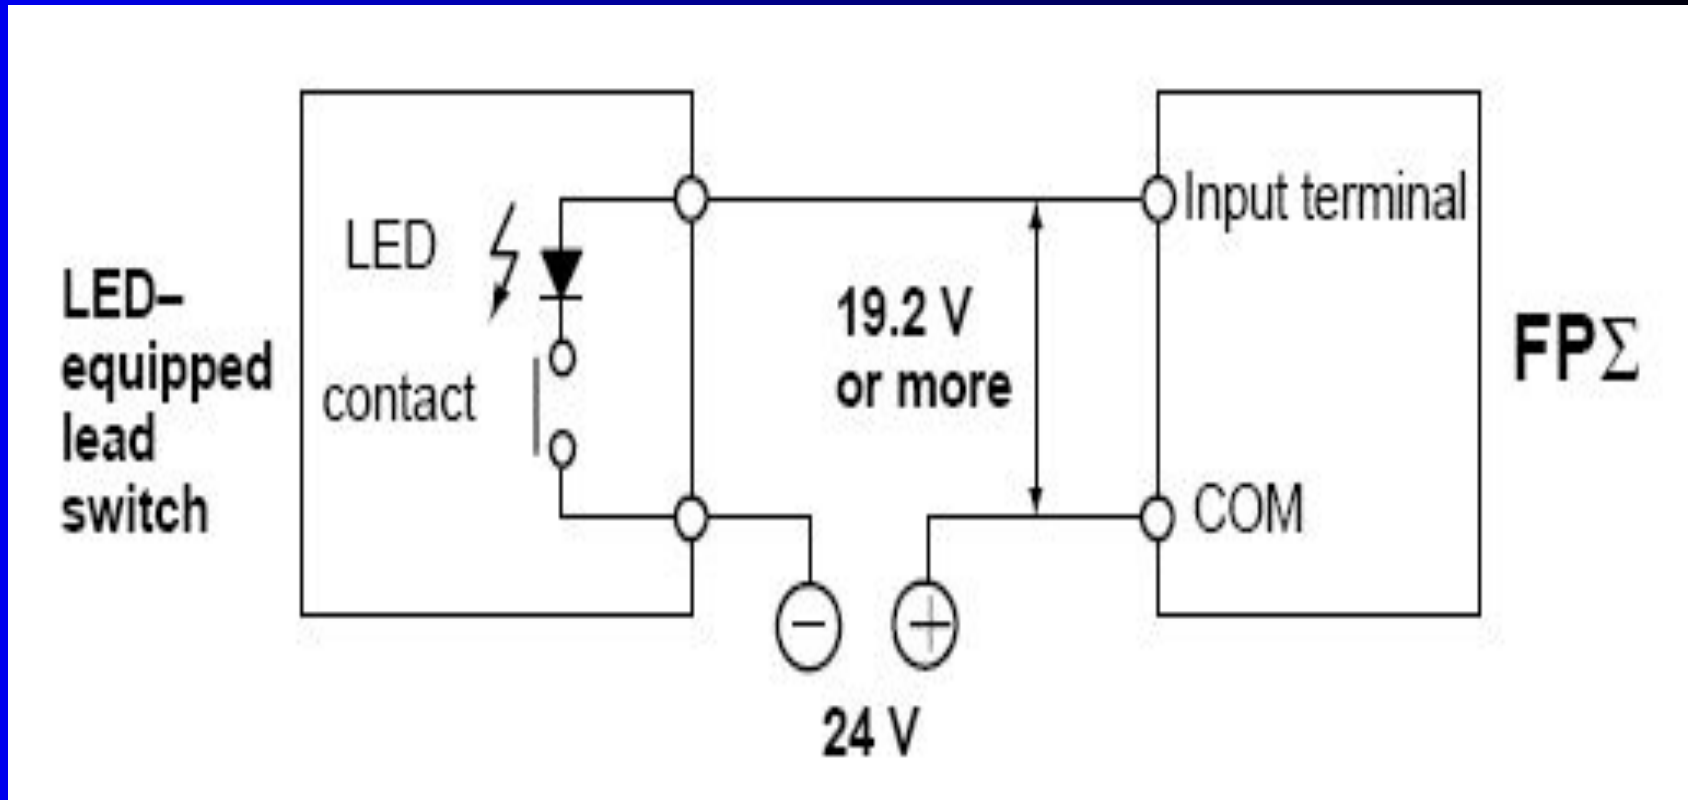 LED–
equipped
lead
switch
LED
contact
19.2 V
or more
24 V
Input terminal
COM
FPΣ